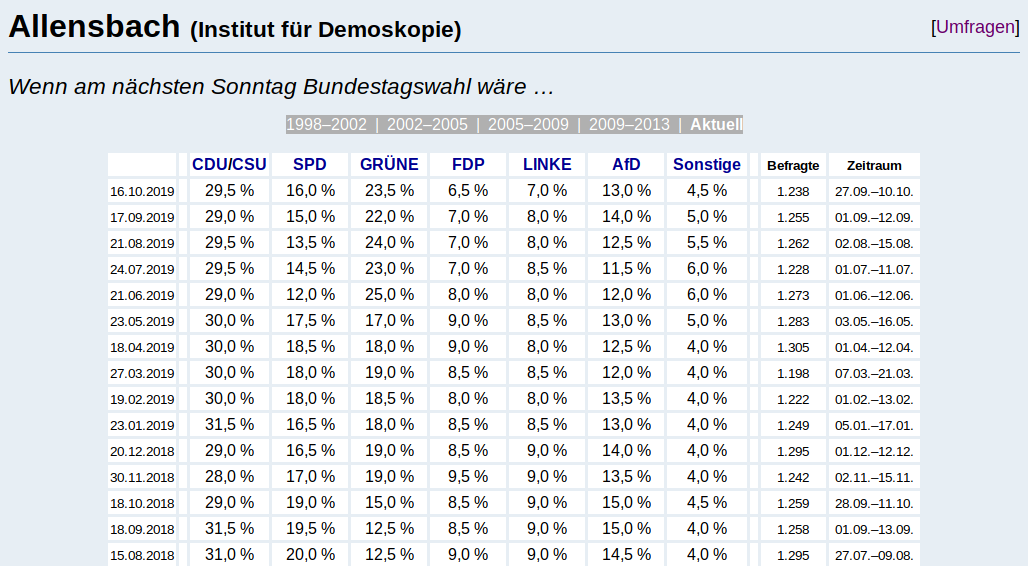 Allensbach (Institut für Demoskopie) [Umfragen]
Wenn am nächsten Sonntag Bundestagswahl wäre …
1998–2002 | 2002–2005 | 2005–2009 | 2009–2013 | Aktuell
CDU/CSU SPD GRÜNE FDP LINKE AfD Sonstige Befragte Zeitraum
16.10.2019 29,5 % 16,0 % 23,5 % 6,5 % 7,0 % 13,0 % 4,5 % 1.238 27.09.–10.10.
17.09.2019 29,0 % 15,0 % 22,0 % 7,0 % 8,0 % 14,0 % 5,0 % 1.255 01.09.–12.09.
21.08.2019 29,5 % 13,5 % 24,0 % 7,0 % 8,0 % 12,5 % 5,5 % 1.262 02.08.–15.08.
24.07.2019 29,5 % 14,5 % 23,0 % 7,0 % 8,5 % 11,5 % 6,0 % 1.228 01.07.–11.07.
21.06.2019 29,0 % 12,0 % 25,0 % 8,0 % 8,0 % 12,0 % 6,0 % 1.273 01.06.–12.06.
23.05.2019 30,0 % 17,5 % 17,0 % 9,0 % 8,5 % 13,0 % 5,0 % 1.283 03.05.–16.05.
18.04.2019 30,0 % 18,5 % 18,0 % 9,0 % 8,0 % 12,5 % 4,0 % 1.305 01.04.–12.04.
27.03.2019 30,0 % 18,0 % 19,0 % 8,5 % 8,5 % 12,0 % 4,0 % 1.198 07.03.–21.03.
19.02.2019 30,0 % 18,0 % 18,5 % 8,0 % 8,0 % 13,5 % 4,0 % 1.222 01.02.–13.02.
23.01.2019 31,5 % 16,5 % 18,0 % 8,5 % 8,5 % 13,0 % 4,0 % 1.249 05.01.–17.01.
20.12.2018 29,0 % 16,5 % 19,0 % 8,5 % 9,0 % 14,0 % 4,0 % 1.295 01.12.–12.12.
30.11.2018 28,0 % 17,0 % 19,0 % 9,5 % 9,0 % 13,5 % 4,0 % 1.242 02.11.–15.11.
18.10.2018 29,0 % 19,0 % 15,0 % 8,5 % 9,0 % 15,0 % 4,5 % 1.259 28.09.–11.10.
18.09.2018 31,5 % 19,5 % 12,5 % 8,5 % 9,0 % 15,0 % 4,0 % 1.258 01.09.–13.09.
15.08.2018 31,0 % 20,0 % 12,5 % 9,0 % 9,0 % 14,5 % 4,0 % 1.295 27.07.–09.08.